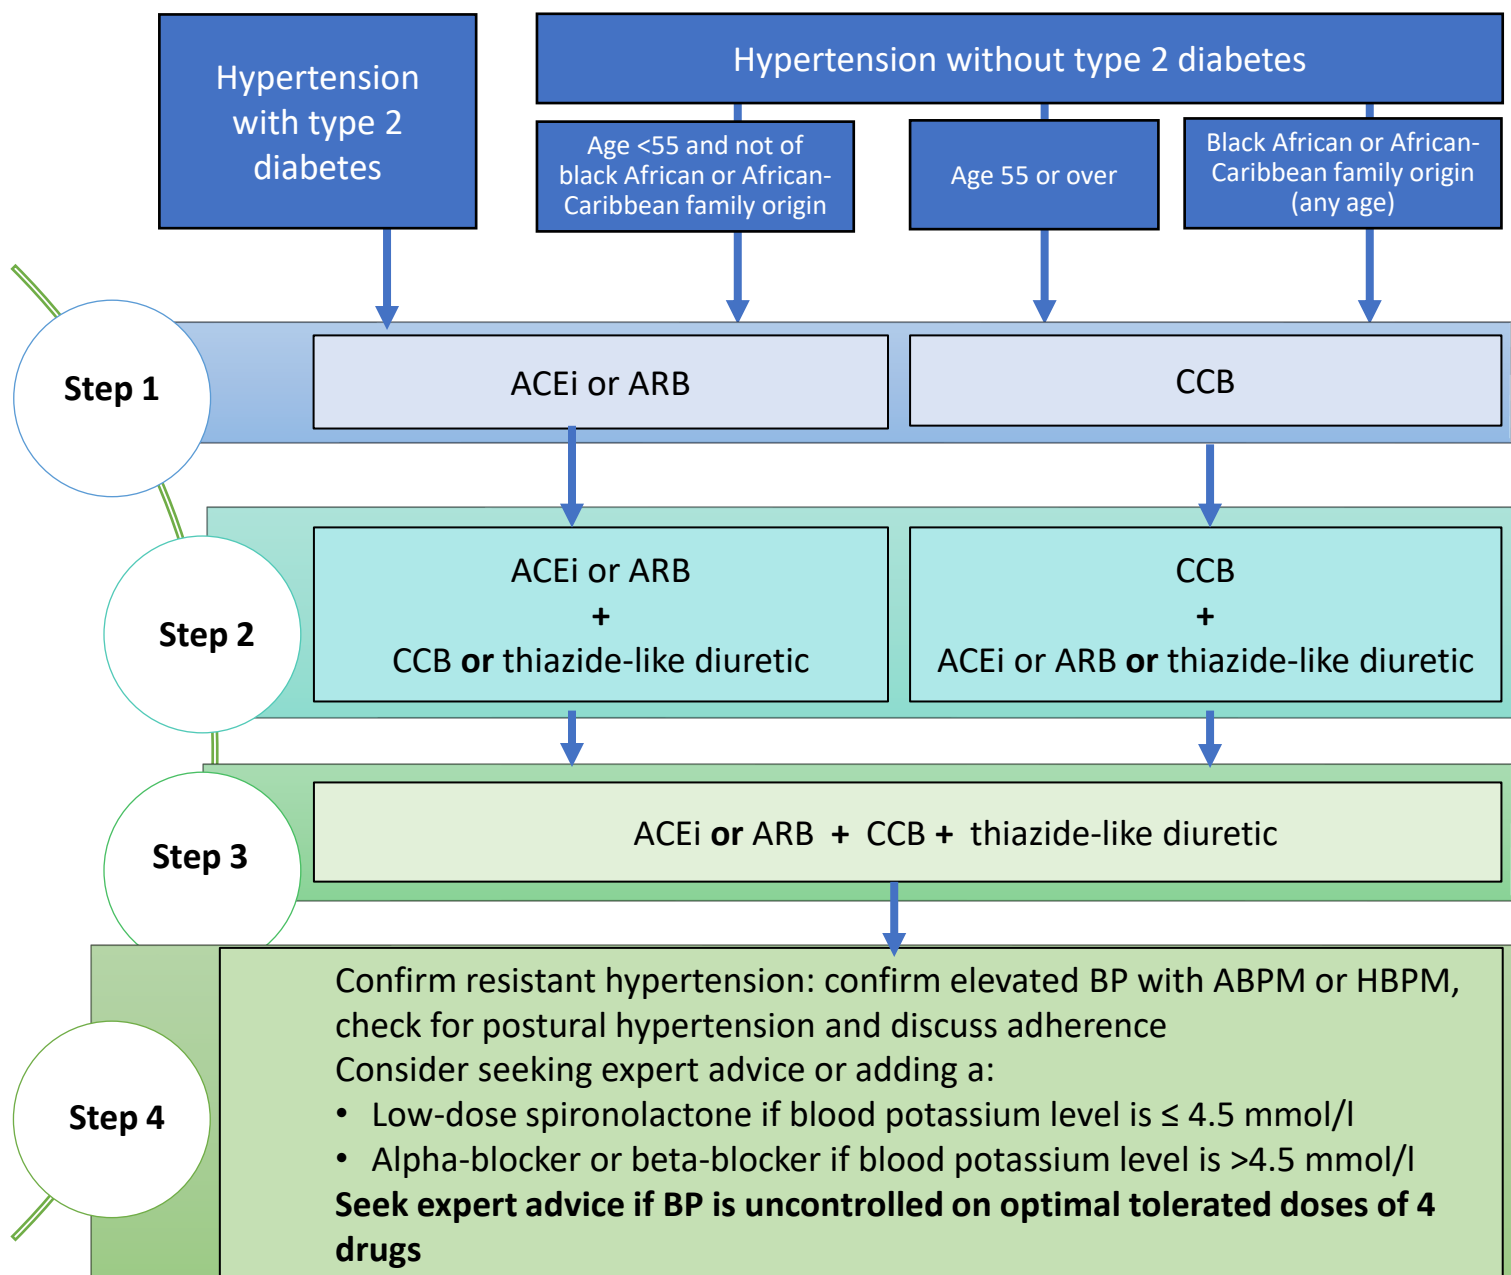 Hypertension
with type 2
diabetes
Hypertension without type 2 diabetes
Age <55 and not of
black African or African-
Caribbean family origin
Age 55 or over
Black African or African-
Caribbean family origin
(any age)
Step 1
ACEi or ARB
CCB
Step 2
ACEi or ARB
+
CCB or thiazide-like diuretic
CCB
+
ACEi or ARB or thiazide-like diuretic
Step 3
ACEi or ARB + CCB + thiazide-like diuretic
Step 4
Confirm resistant hypertension: confirm elevated BP with ABPM or HBPM,
check for postural hypertension and discuss adherence
Consider seeking expert advice or adding a:
• Low-dose spironolactone if blood potassium level is ≤ 4.5 mmol/l
• Alpha-blocker or beta-blocker if blood potassium level is >4.5 mmol/l
Seek expert advice if BP is uncontrolled on optimal tolerated doses of 4
drugs